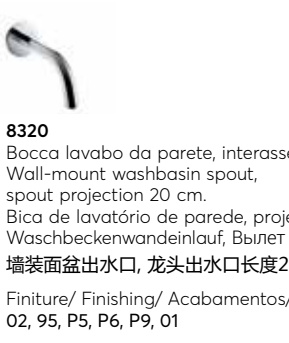 8320
Bocca lavabo da parete, interasse
Wall-mount washbasin spout,
spout projection 20 cm.
Bica de lavatório de parede, proje
Waschbeckenwandeinlauf, Вылет
墙装面盆出水口, 龙头出水口长度2
Finiture/ Finishing/ Acabamentos/
02, 95, P5, P6, P9, 01